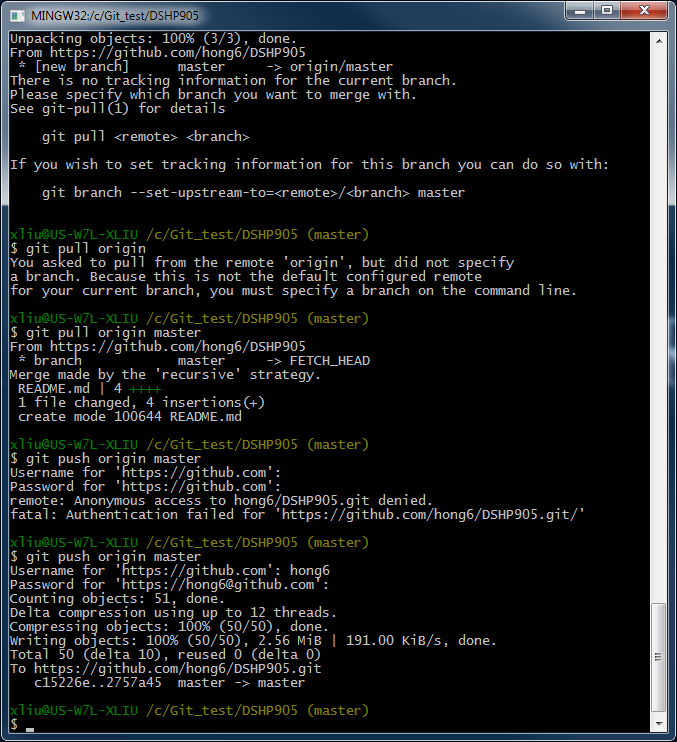 MINGW32:/c/Git_test/DSHP905
Unpacking objects: 100% (3/3), done.
From https://github.com/hong6/DSHP905
 * [new branch]      master     -> origin/master
There is no tracking information for the current branch.
Please specify which branch you want to merge with.
See git-pull(1) for details

    git pull <remote> <branch>

If you wish to set tracking information for this branch you can do so with:

    git branch --set-upstream-to=<remote>/<branch> master


xliu@US-W7L-XLIU /c/Git_test/DSHP905 (master)
$ git pull origin
You asked to pull from the remote 'origin', but did not specify
a branch. Because this is not the default configured remote
for your current branch, you must specify a branch on the command line.

xliu@US-W7L-XLIU /c/Git_test/DSHP905 (master)
$ git pull origin master
From https://github.com/hong6/DSHP905
 * branch            master     -> FETCH_HEAD
Merge made by the 'recursive' strategy.
 README.md | 4 ++++
 1 file changed, 4 insertions(+)
 create mode 100644 README.md

xliu@US-W7L-XLIU /c/Git_test/DSHP905 (master)
$ git push origin master
Username for 'https://github.com':
Password for 'https://github.com':
remote: Anonymous access to hong6/DSHP905.git denied.
fatal: Authentication failed for 'https://github.com/hong6/DSHP905.git/'

xliu@US-W7L-XLIU /c/Git_test/DSHP905 (master)
$ git push origin master
Username for 'https://github.com': hong6
Password for 'https://hong6@github.com':
Counting objects: 51, done.
Delta compression using up to 12 threads.
Compressing objects: 100% (50/50), done.
Writing objects: 100% (50/50), 2.56 MiB | 191.00 KiB/s, done.
Total 50 (delta 10), reused 0 (delta 0)
To https://github.com/hong6/DSHP905.git
   c15226e..2757a45  master -> master

xliu@US-W7L-XLIU /c/Git_test/DSHP905 (master)
$